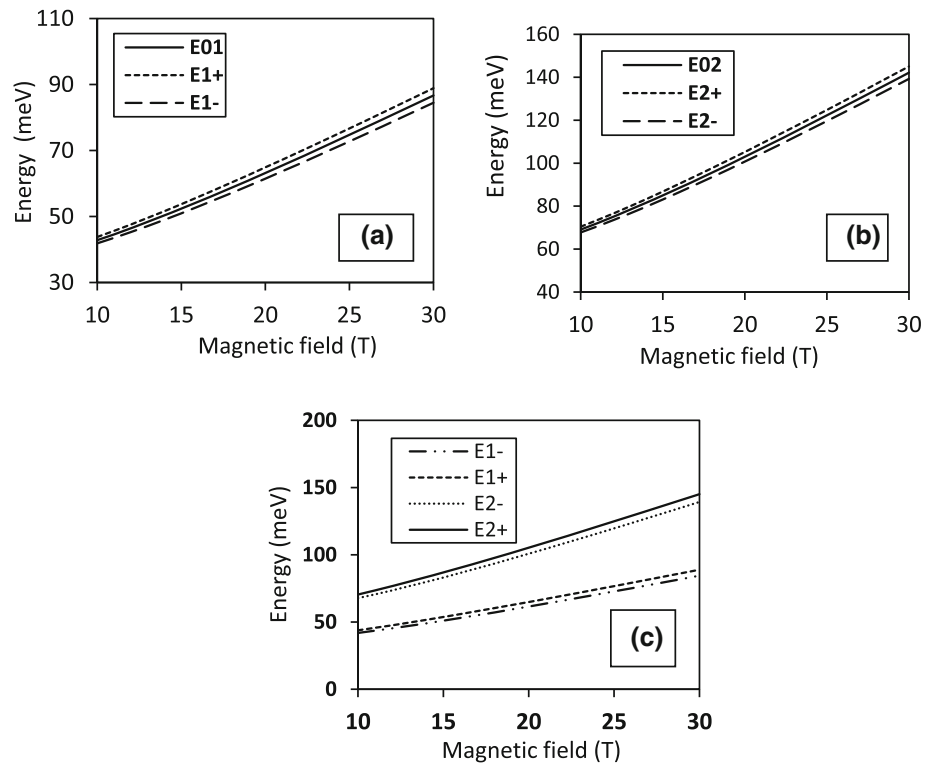 110
90
70
50
30
Energy (meV)
E01
E1+
E1-
(a)
10 15 20 25 30
Magnetic field (T)
160
140
120
100
80
60
40
Energy (meV)
E02
E2+
E2-
(b)
10 15 20 25 30
Magnetic field (T)
200
150
100
50
0
Energy (meV)
E1-
E1+
E2-
E2+
(c)
10 15 20 25 30
Magnetic field (T)